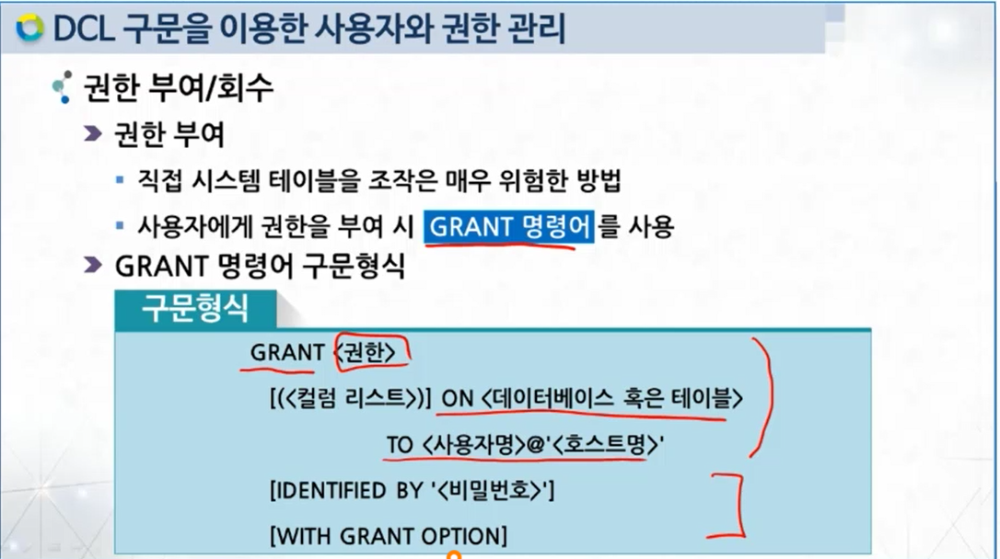 DCL 구문을 이용한 사용자와 권한 관리
권한 부여/회수
권한 부여
직접 시스템 테이블을 조작은 매우 위험한 방법
사용자에게 권한을 부여 시 GRANT 명령어 를 사용
GRANT 명령어 구문형식
구문형식
GRANT <권한>
[(<컬럼 리스트>)] ON <데이터베이스 혹은 테이블>
TO <사용자명>@'<호스트명>'
[IDENTIFIED BY '<비밀번호>']
[WITH GRANT OPTION]